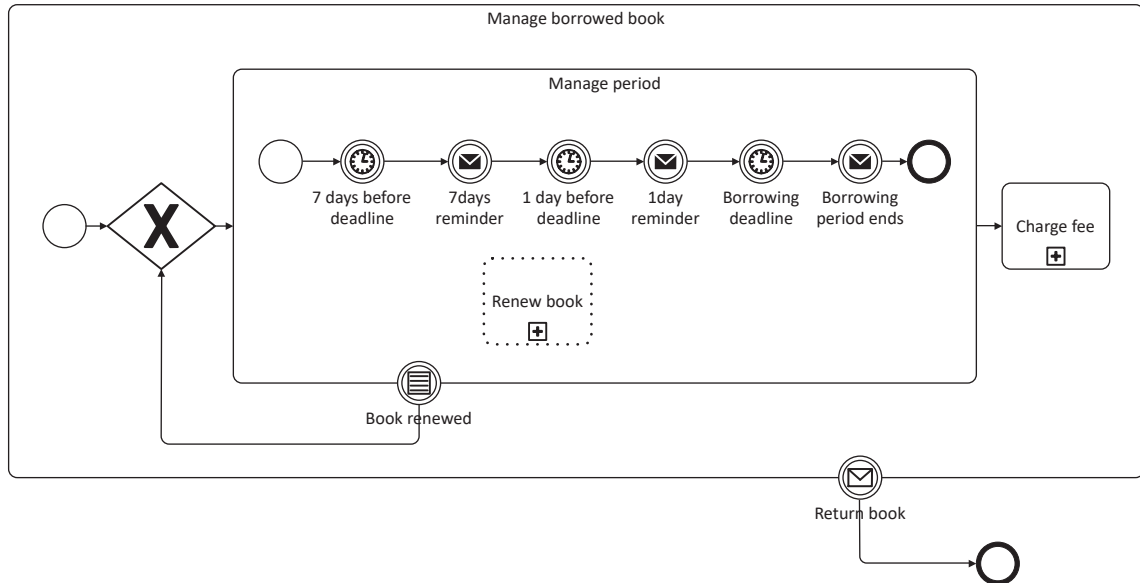 Manage borrowed book
Manage period
7 days before
deadline
7days
reminder
1 day before
deadline
1day
reminder
Borrowing
deadline
Borrowing
period ends
X
Charge fee
Renew book
Book renewed
Return book